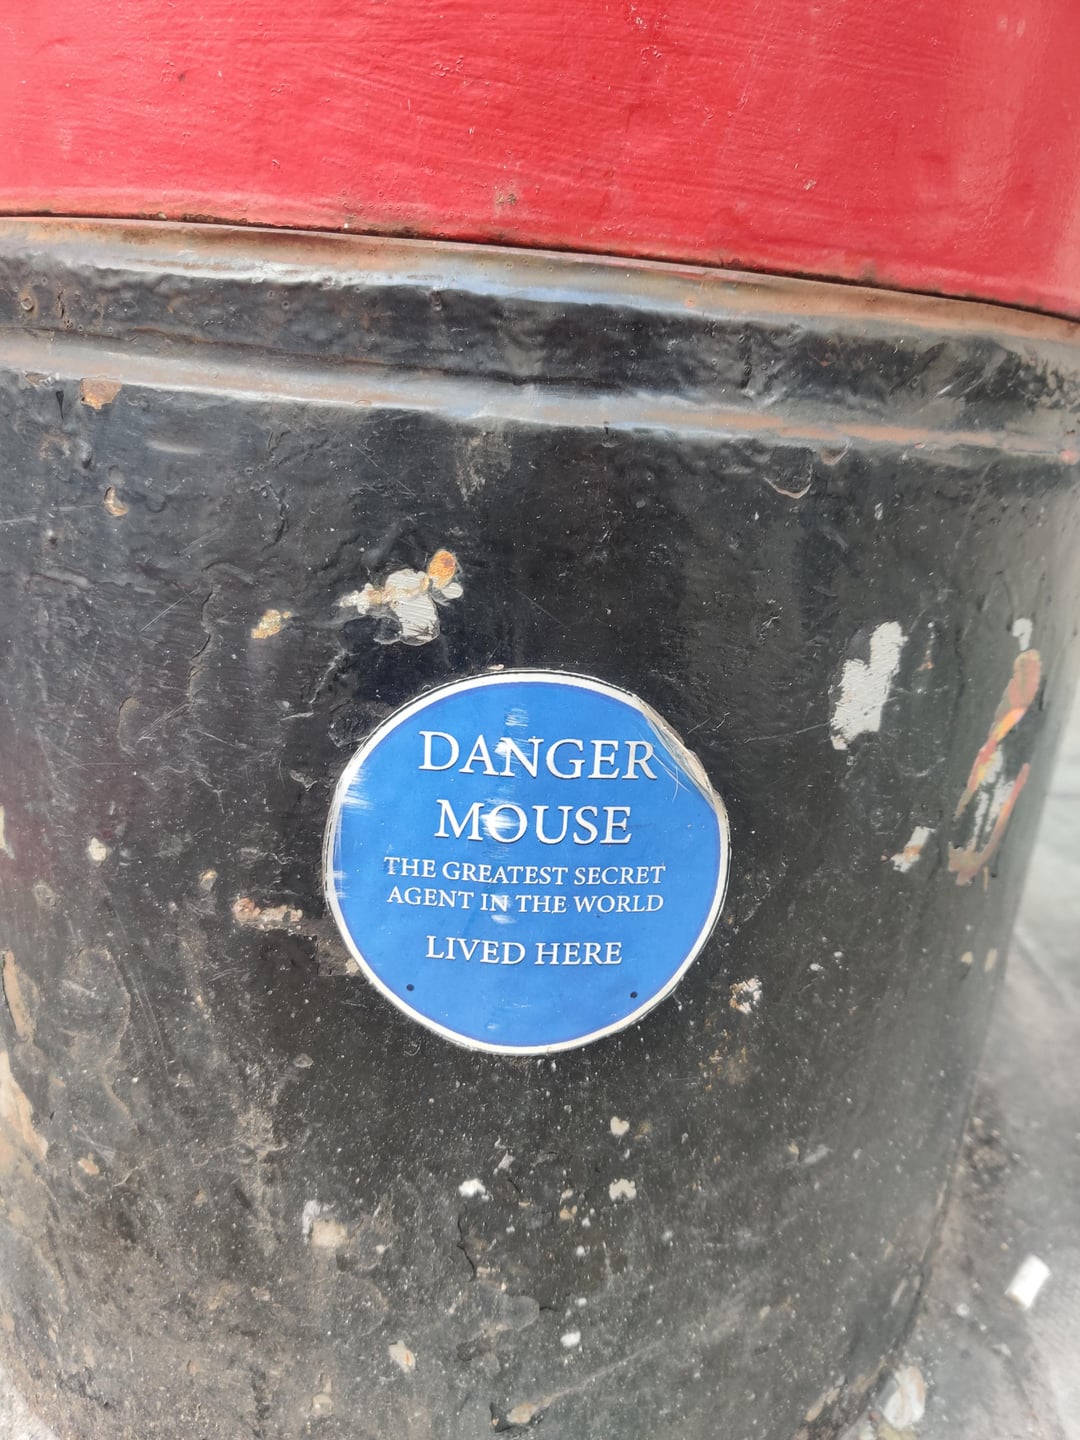 DANGER
MOUSE
THE GREATEST SECRET
AGENT IN THE WORLD
LIVED HERE